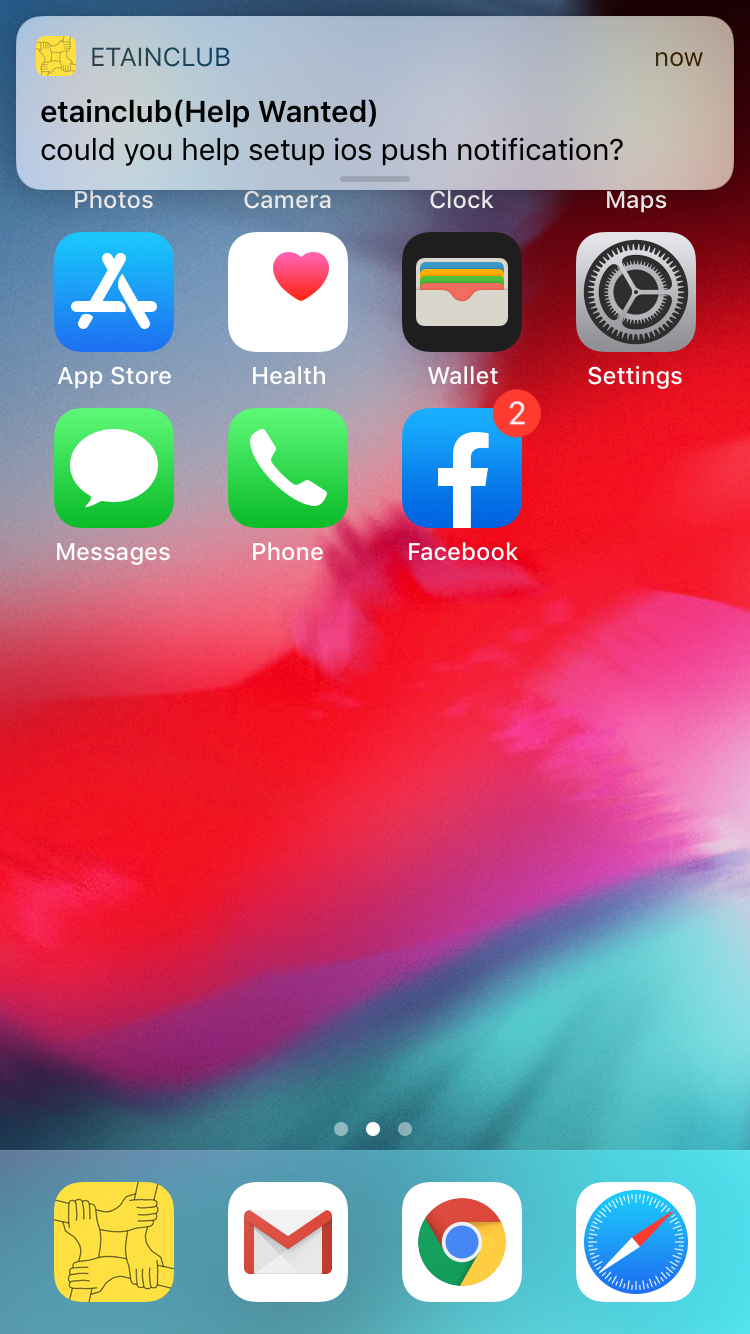 ETAINCLUB now
etainclub(Help Wanted)
could you help setup ios push notification?
Photos Camera Clock Maps
App Store Health Wallet Settings
2
Messages Phone Facebook